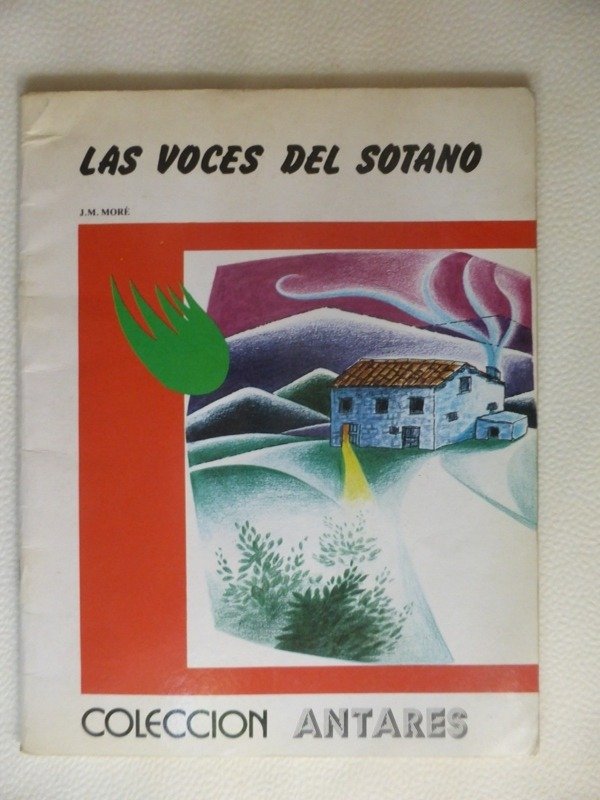 LAS VOCES DEL SOTANO
J.M. MORÉ
COLECCION ANTARES